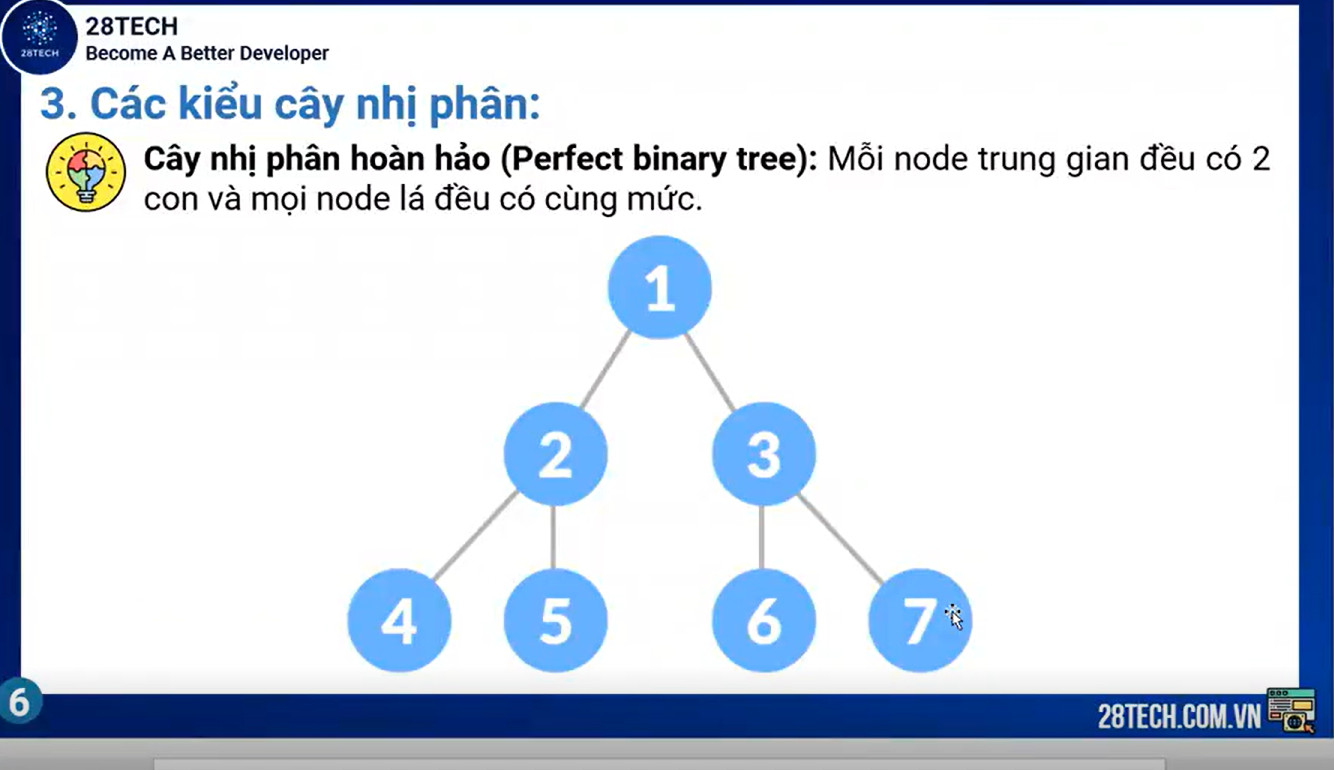 28TECH
Become A Better Developer
28TECH
3. Các kiểu cây nhị phân:
Cây nhị phân hoàn hảo (Perfect binary tree): Mỗi node trung gian đều có 2
con và mọi node lá đều có cùng mức.
1
2 3
4 5 6 7
6
28TECH.COM.VN